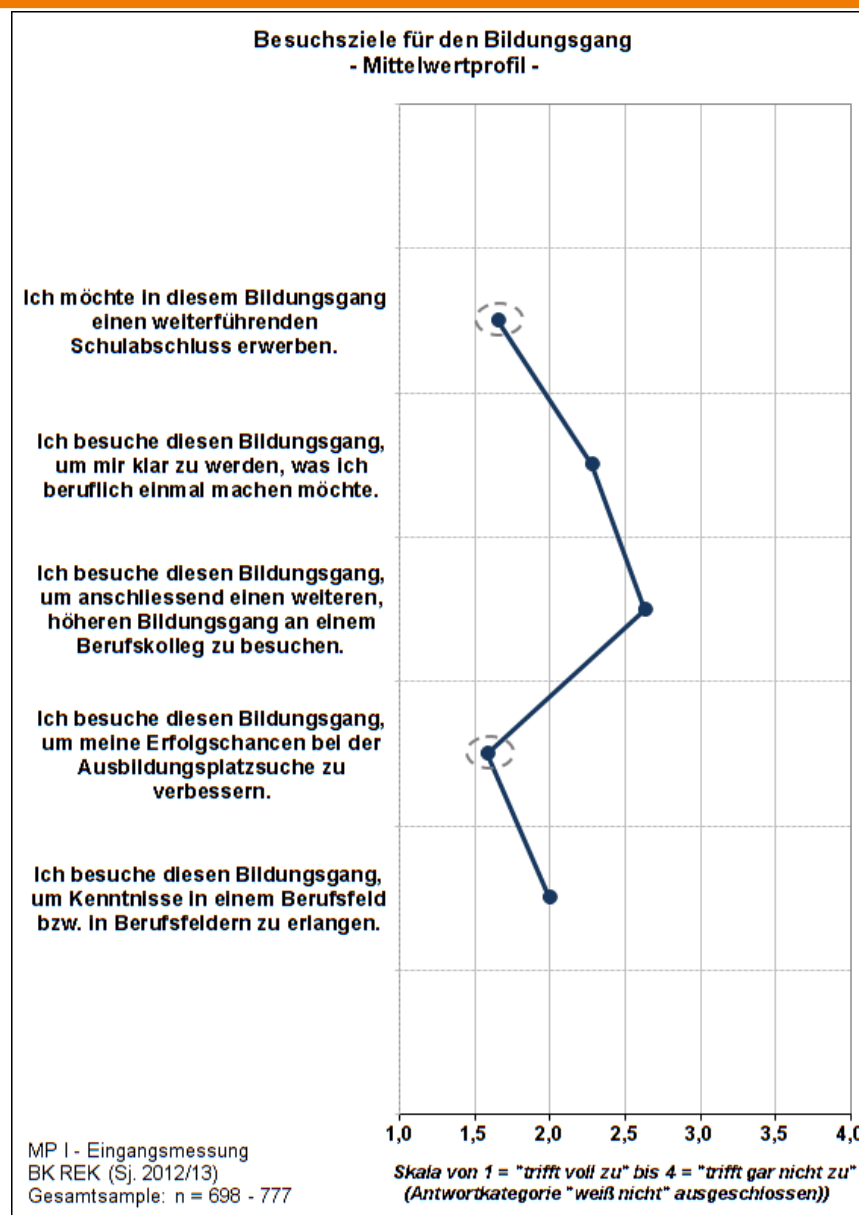 Besuchsziele für den Bildungsgang
- Mittelwertprofil -
Ich möchte in diesem Bildungsgang
einen weiterführenden
Schulabschluss erwerben.
Ich besuche diesen Bildungsgang,
um mir klar zu werden, was ich
beruflich einmal machen möchte.
Ich besuche diesen Bildungsgang,
um anschliessend einen weiteren,
höheren Bildungsgang an einem
Berufskolleg zu besuchen.
Ich besuche diesen Bildungsgang,
um meine Erfolgschancen bei der
Ausbildungsplatzsuche zu
verbessern.
Ich besuche diesen Bildungsgang,
um Kenntnisse in einem Berufsfeld
bzw. in Berufsfeldern zu erlangen.
1,0 1,5 2,0 2,5 3,0 3,5 4,0
MP I - Eingangsmessung
BK REK (Sj. 2012/13)
Gesamtsample: n = 698 - 777
Skala von 1 = "trifft voll zu" bis 4 = "trifft gar nicht zu"
(Antwortkategorie "weiß nicht" ausgeschlossen))